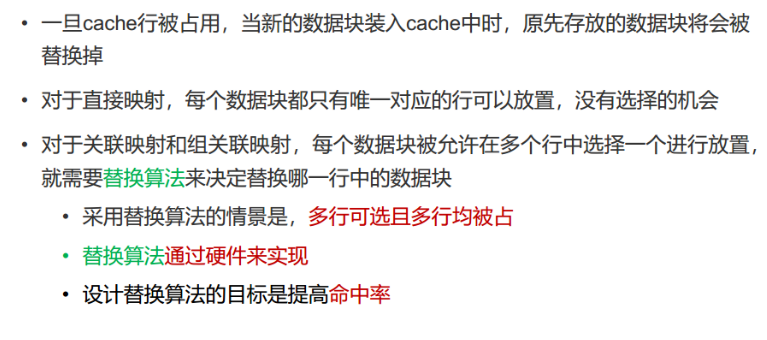 • 一旦cache行被占用，当新的数据块装入cache中时，原先存放的数据块将会被
替换掉
• 对于直接映射，每个数据块都只有唯一对应的行可以放置，没有选择的机会
• 对于关联映射和组关联映射，每个数据块被允许在多个行中选择一个进行放置，
就需要替换算法来决定替换哪一行中的数据块
• 采用替换算法的情景是，多行可选且多行均被占
• 替换算法通过硬件来实现
• 设计替换算法的目标是提高命中率